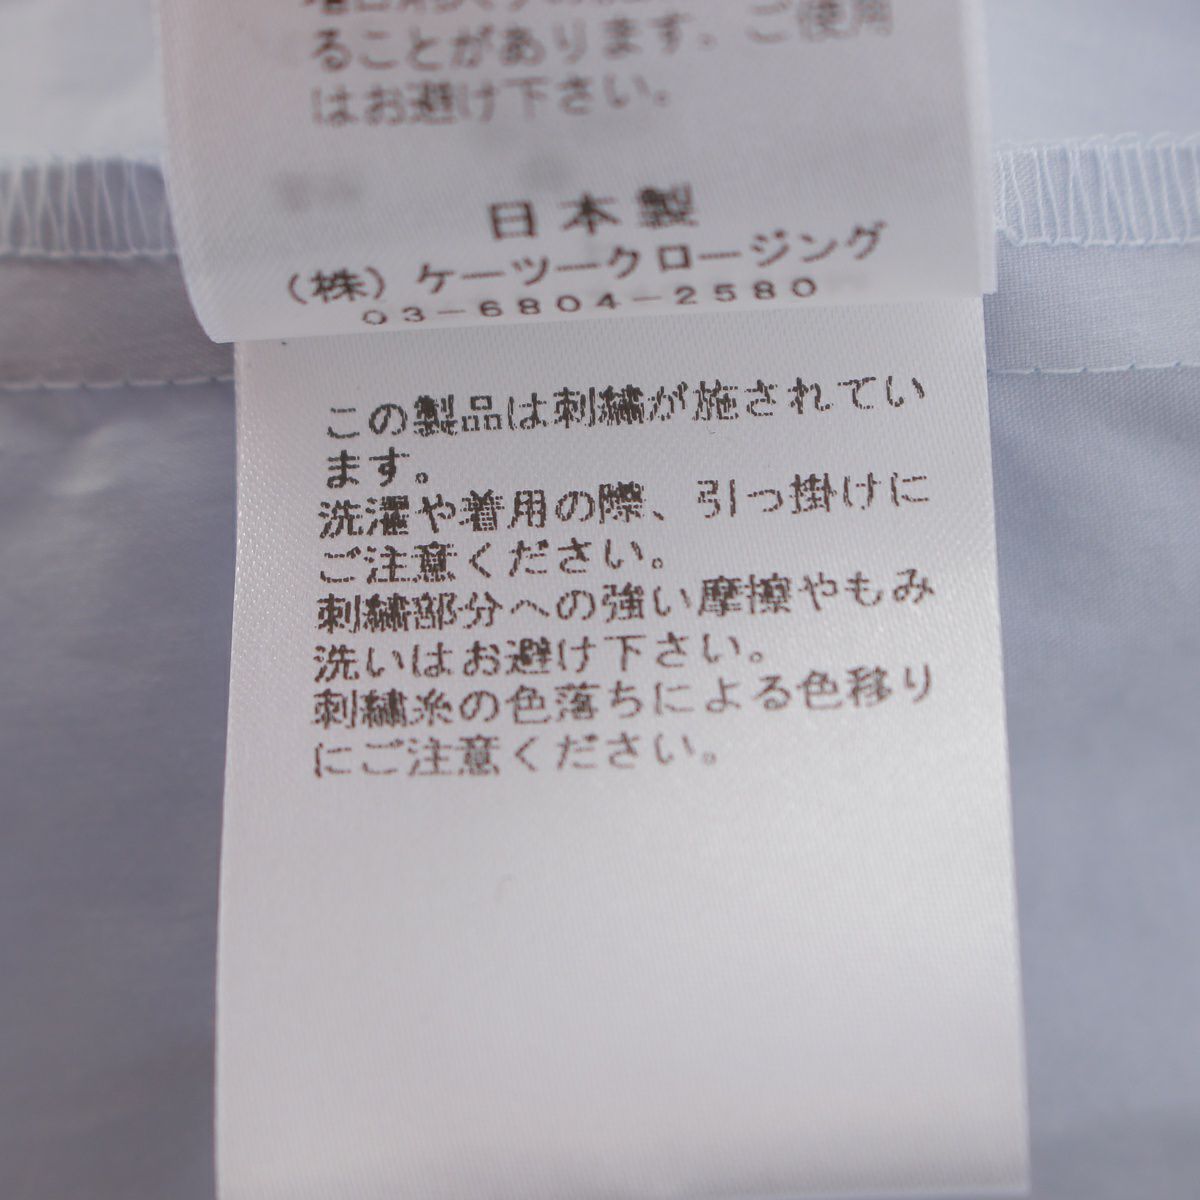 ることがあります。ご使用
はお避け下さい。
日本製
(株)ケーツークロージング
03-6804-2580
この製品は刺繍が施されてい
ます。
洗濯や着用の際、引っ掛けに
ご注意ください。
刺繍部分への強い摩擦やもみ
洗いはお避け下さい。
刺繍糸の色落ちによる色移り
にご注意ください。